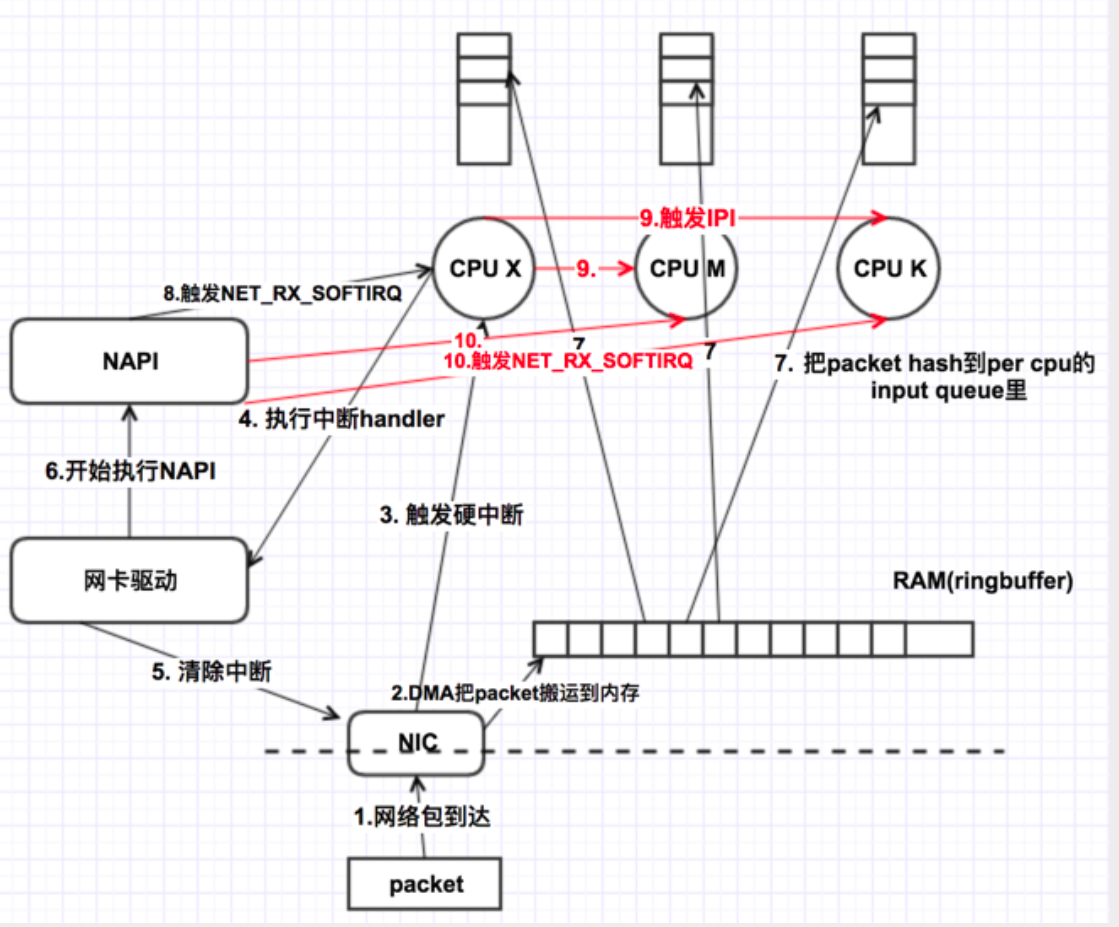 9.触发IPI
CPU X
9.
CPU M
CPU K
8.触发NET_RX_SOFTIRQ
NAPI
10.
7
10.触发NET_RX_SOFTIRQ
7
7. 把packet hash到per cpu的
input queue里
4. 执行中断handler
6.开始执行NAPI
3. 触发硬中断
网卡驱动
RAM(ringbuffer)
5. 清除中断
2.DMA把packet搬运到内存
NIC
1.网络包到达
packet